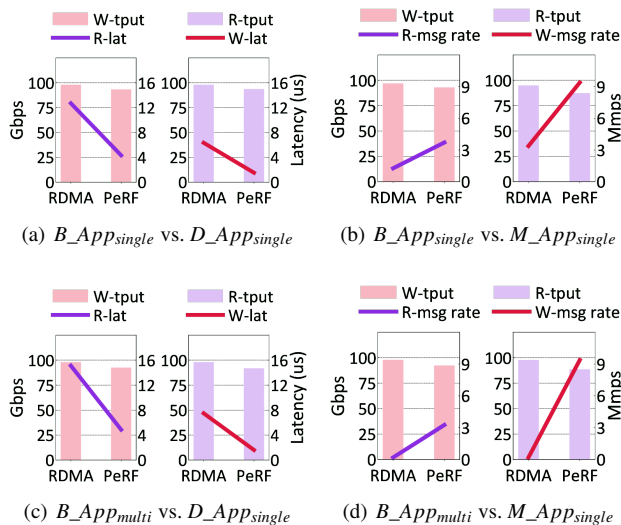 W-tput
R-lat
R-tput
W-lat
Gbps
100
75
50
25
0
16
12
8
4
0
RDMA PeRF
100
75
50
25
0
16
12
8
4
0
Latency (us)
RDMA PeRF
(a) B_App_single vs. D_App_single
W-tput
R-msg rate
R-tput
W-msg rate
Gbps
100
75
50
25
0
9
6
3
0
RDMA PeRF
100
75
50
25
0
9
6
3
0
Mmps
RDMA PeRF
(b) B_App_single vs. M_App_single
W-tput
R-lat
R-tput
W-lat
Gbps
100
75
50
25
0
16
12
8
4
0
RDMA PeRF
100
75
50
25
0
16
12
8
4
0
Latency (us)
RDMA PeRF
(c) B_App_multi vs. D_App_single
W-tput
R-msg rate
R-tput
W-msg rate
Gbps
100
75
50
25
0
9
6
3
0
RDMA PeRF
100
75
50
25
0
9
6
3
0
Mmps
RDMA PeRF
(d) B_App_multi vs. M_App_single